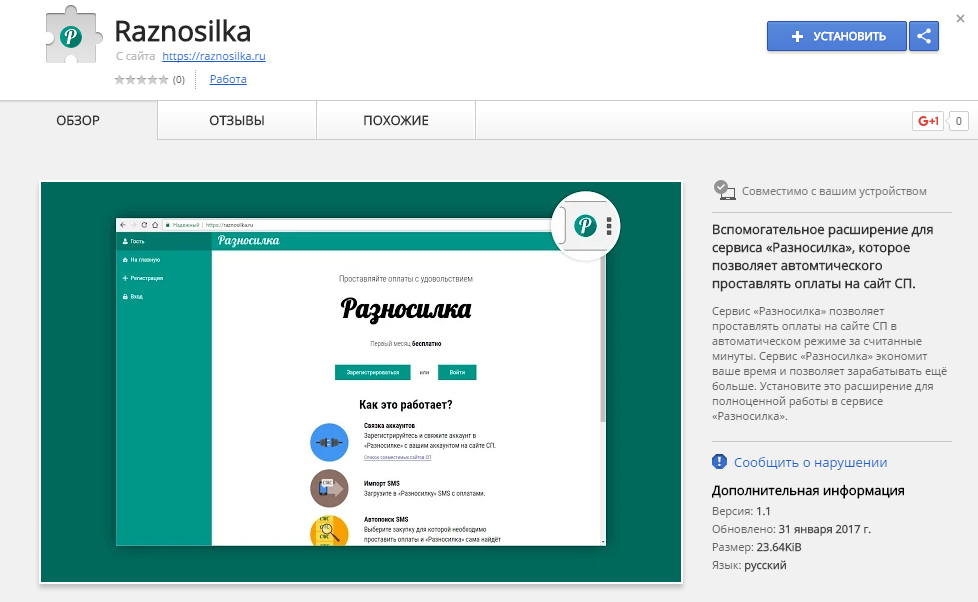 Raznosilka
С сайта https://raznosilka.ru
(0) Работа
УСТАНОВИТЬ
ОБЗОР ОТЗЫВЫ ПОХОЖИЕ
G+1 0
Надежный | https://raznosilka.ru
Гость
Разносилка
На главную
Регистрация
Вход
Проставляйте оплаты с удовольствием
Разносилка
Первый месяц бесплатно
Зарегистрироваться или Войти
Как это работает?
Связка аккаунтов
Зарегистрируйтесь и свяжите аккаунт в
«Разносилке» с вашим аккаунтом на сайте СП.
Список совместимых сайтов СП
Импорт SMS
Загрузите в «Разносилку» SMS с оплатами.
Автопоиск SMS
Выберите закупку для которой необходимо
проставить оплаты и «Разносилка» сама найдёт
Совместимо с вашим устройством
Вспомогательное расширение для
сервиса «Разносилка», которое
позволяет автомтического
проставлять оплаты на сайт СП.
Сервис «Разносилка» позволяет
проставлять оплаты на сайте СП в
автоматическом режиме за считанные
минуты. Сервис «Разносилка» экономит
ваше время и позволяет зарабатывать ещё
больше. Установите это расширение для
полноценной работы в сервисе
«Разносилка».
Сообщить о нарушении
Дополнительная информация
Версия: 1.1
Обновлено: 31 января 2017 г.
Размер: 23.64KiB
Язык: русский